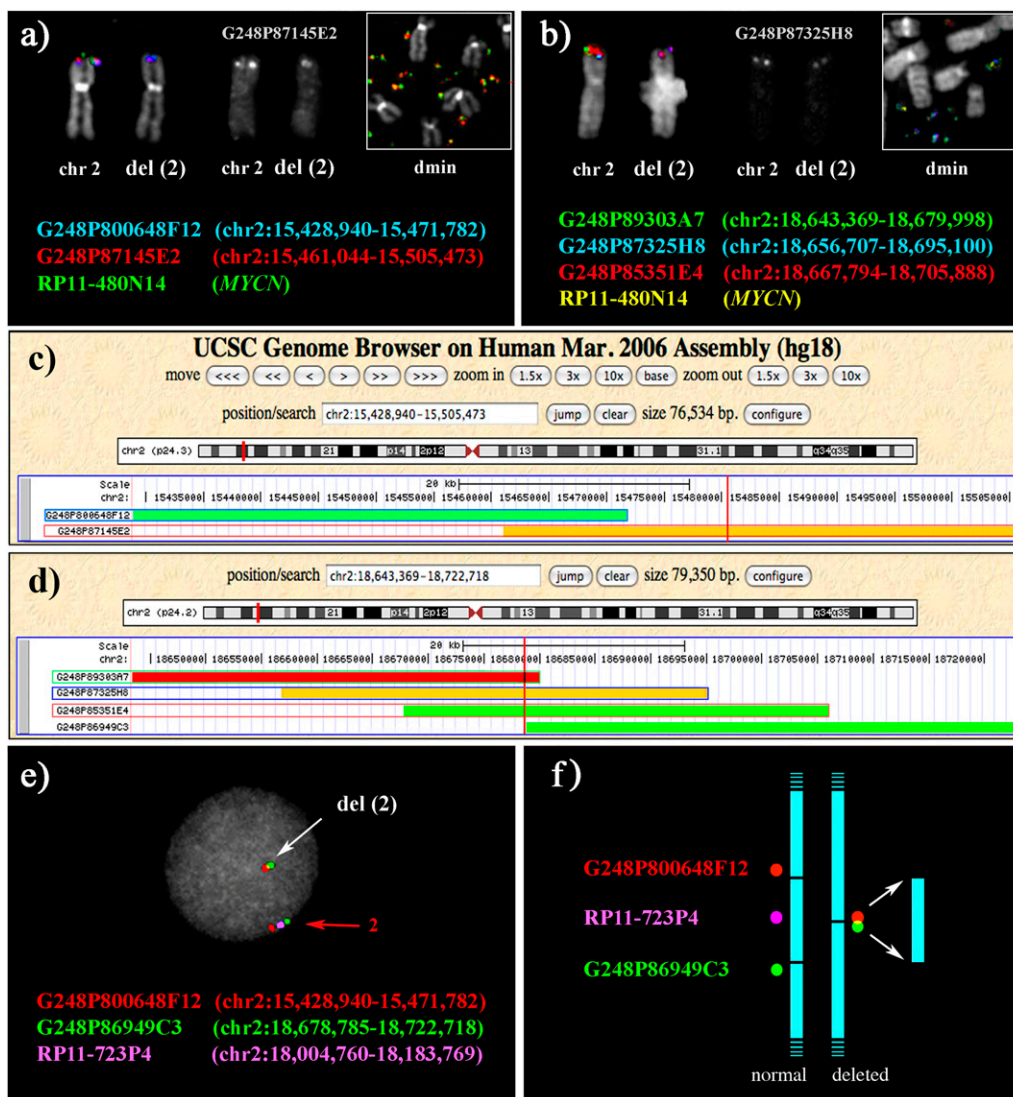 a)
G248P87145E2
chr 2 del (2) chr 2 del (2) dmin
G248P800648F12 (chr2:15,428,940-15,471,782)
G248P87145E2 (chr2:15,461,044-15,505,473)
RP11-480N14 (MYCN)
b)
G248P87325H8
chr 2 del (2) chr 2 del (2) dmin
G248P89303A7 (chr2:18,643,369-18,679,998)
G248P87325H8 (chr2:18,656,707-18,695,100)
G248P85351E4 (chr2:18,667,794-18,705,888)
RP11-480N14 (MYCN)
c)
UCSC Genome Browser on Human Mar. 2006 Assembly (hg18)
move <<< << < > >> >>> zoom in 1.5x 3x 10x base zoom out 1.5x 3x 10x
position/search chr2:15,428,940-15,505,473 jump clear size 76,534 bp. configure
chr2 (p24.3) 21 p14 2p12 13 31.1 q34 q35
Scale 20 kb
chr2: 15435000| 15440000| 15445000| 15450000| 15455000| 15460000| 15465000| 15470000| 15475000| 15480000| 15485000| 15490000| 15495000| 15500000| 15505000|
G248P800648F12
G248P87145E2
d)
position/search chr2:18,643,369-18,722,718 jump clear size 79,350 bp. configure
chr2 (p24.2) 21 p14 2p12 13 31.1 q34 q35
Scale 20 kb
chr2: 18650000| 18655000| 18660000| 18665000| 18670000| 18675000| 18680000| 18685000| 18690000| 18695000| 18700000| 18705000| 18710000| 18715000| 18720000|
G248P89303A7
G248P87325H8
G248P85351E4
G248P86949C3
e)
del (2)
2
G248P800648F12 (chr2:15,428,940-15,471,782)
G248P86949C3 (chr2:18,678,785-18,722,718)
RP11-723P4 (chr2:18,004,760-18,183,769)
f)
G248P800648F12
RP11-723P4
G248P86949C3
normal deleted